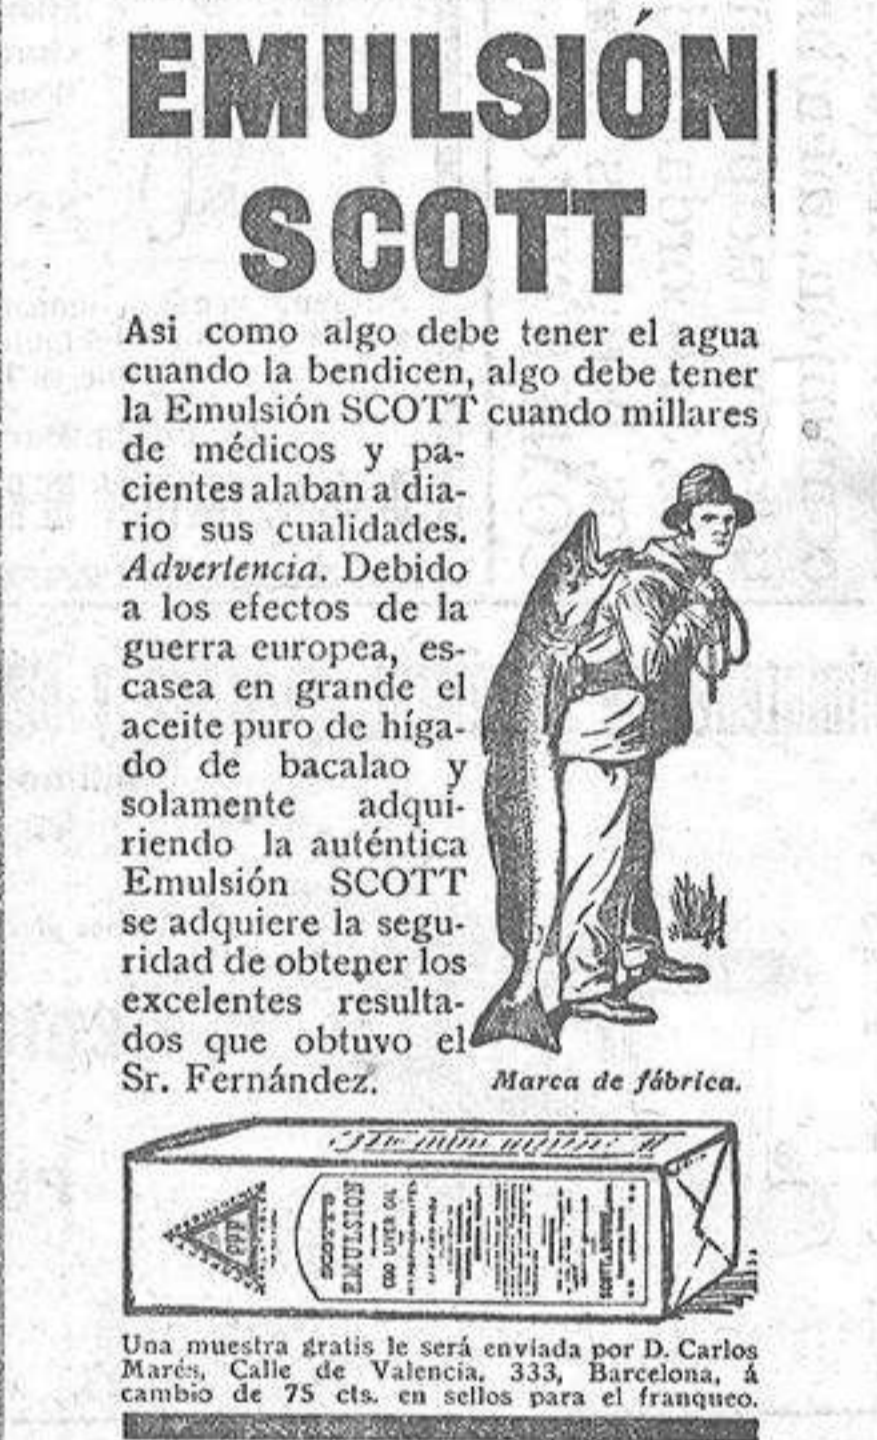 EMULSIÓN
SCOTT
Asi como algo debe tener el agua
cuando la bendicen, algo debe tener
la Emulsión SCOTT cuando millares
de médicos y pa-
cientes alaban a dia-
rio sus cualidades.
Advertencia. Debido
a los efectos de la
guerra europea, es-
casea en grande el
aceite puro de híga-
do de bacalao y
solamente adqui-
riendo la auténtica
Emulsión SCOTT
se adquiere la segu-
ridad de obtener los
excelentes resulta-
dos que obtuvo el
Sr. Fernández.
Marca de fábrica.
PPP
SCOTT'S
EMULSION
COD LIVER OIL
Una muestra gratis le será enviada por D. Carlos
Marés, Calle de Valencia, 333, Barcelona, á
cambio de 75 cts. en sellos para el franqueo.